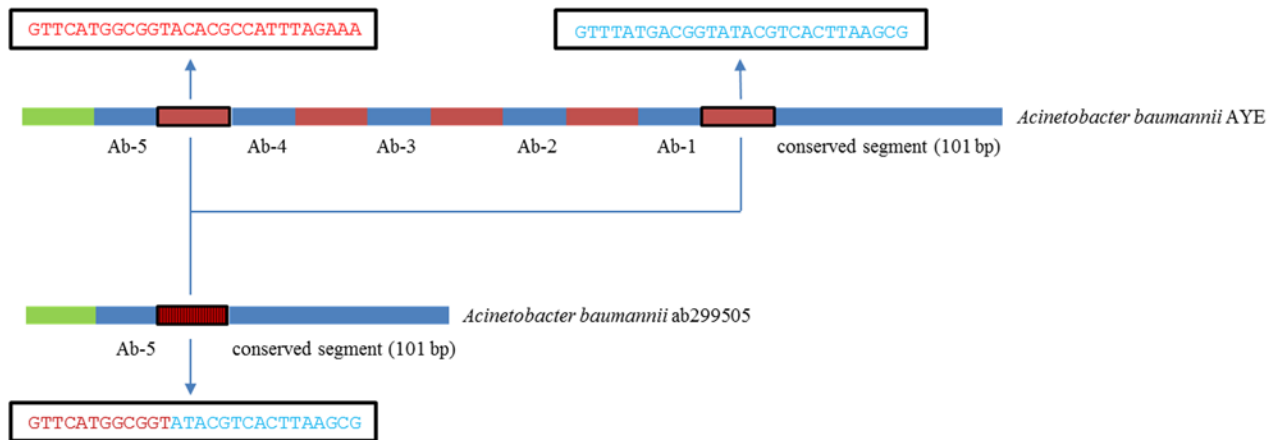 GTTCATGGCGGTACACGCCATTTAGAAA
GTTTATGACGGTATACGTCACTTAAGCG
Acinetobacter baumannii AYE
Ab-5 Ab-4 Ab-3 Ab-2 Ab-1 conserved segment (101 bp)
Acinetobacter baumannii ab299505
Ab-5 conserved segment (101 bp)
GTTCATGGCGGTATACGTCACTTAAGCG